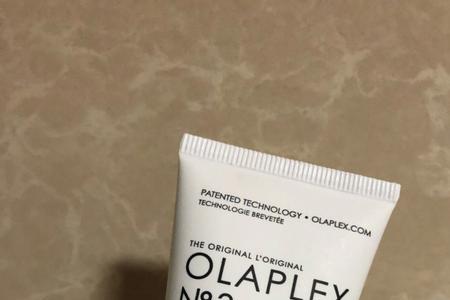 PATENTED TECHNOLOGY • OLAPLEX.COM
TECHNOLOGIE BREVETÉE
THE ORIGINAL L'ORIGINAL
OLAPLEX